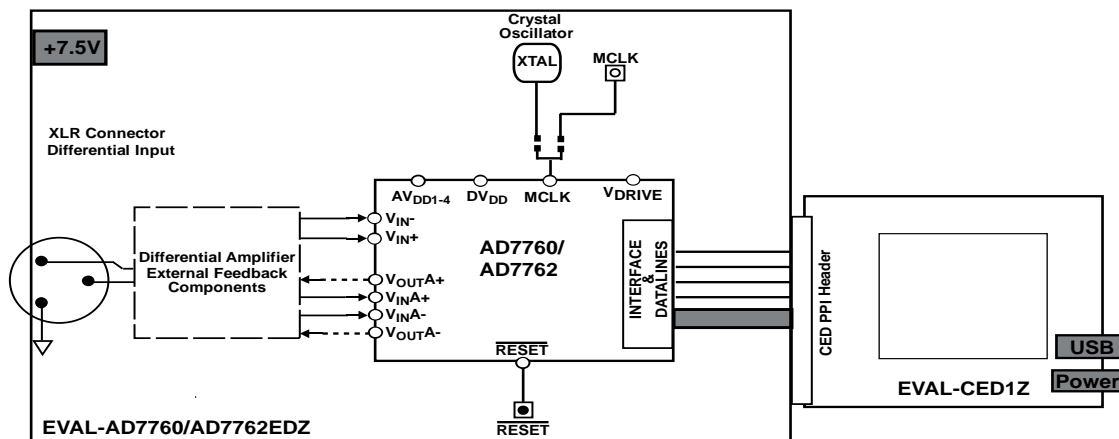 Crystal
Oscillator
+7.5V
XTAL
MCLK
XLR Connector
Differential Input
AVDD1-4
DVDD
MCLK
VDRIVE
VIN-
VIN+
AD7760/
AD7762
Differential Amplifier
External Feedback
Components
VOUTA+
VINA+
VINA-
VOUTA-
INTERFACE
&
DATALINES
CED PPI Header
RESET
RESET
USB
Power
EVAL-CED1Z
EVAL-AD7760/AD7762EDZ